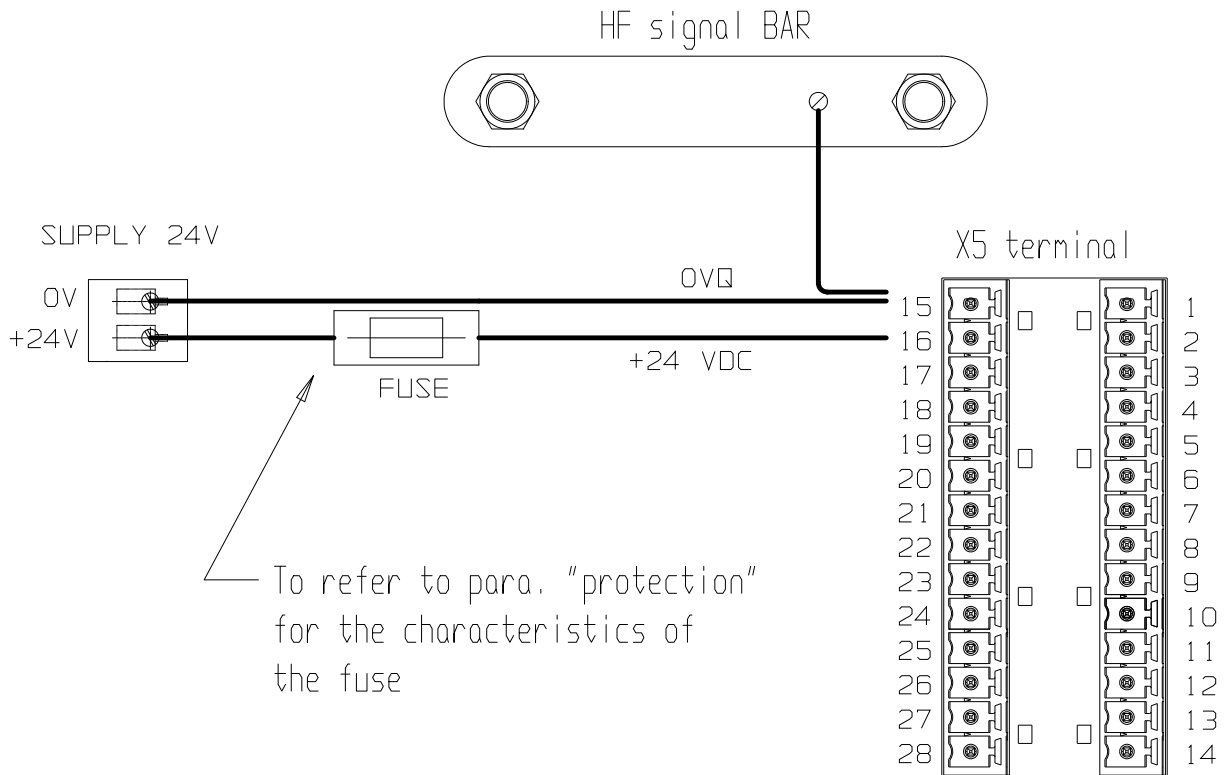 HF signal BAR
SUPPLY 24V
X5 terminal
0V
0VQ
+24V
+24 VDC
FUSE
15
16
17
18
19
20
21
22
23
24
25
26
27
28
1
2
3
4
5
6
7
8
9
10
11
12
13
14
To refer to para. "protection"
for the characteristics of
the fuse